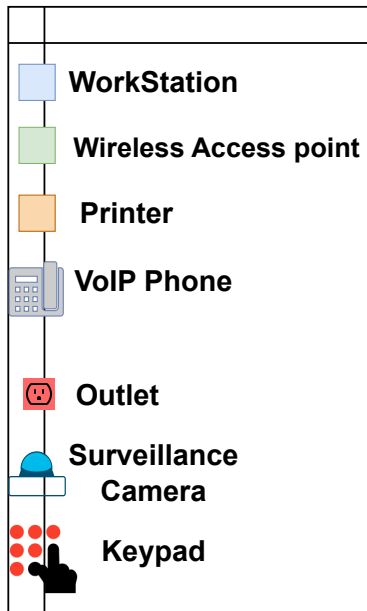 WorkStation
Wireless Access point
Printer
VoIP Phone
Outlet
Surveillance
Camera
Keypad